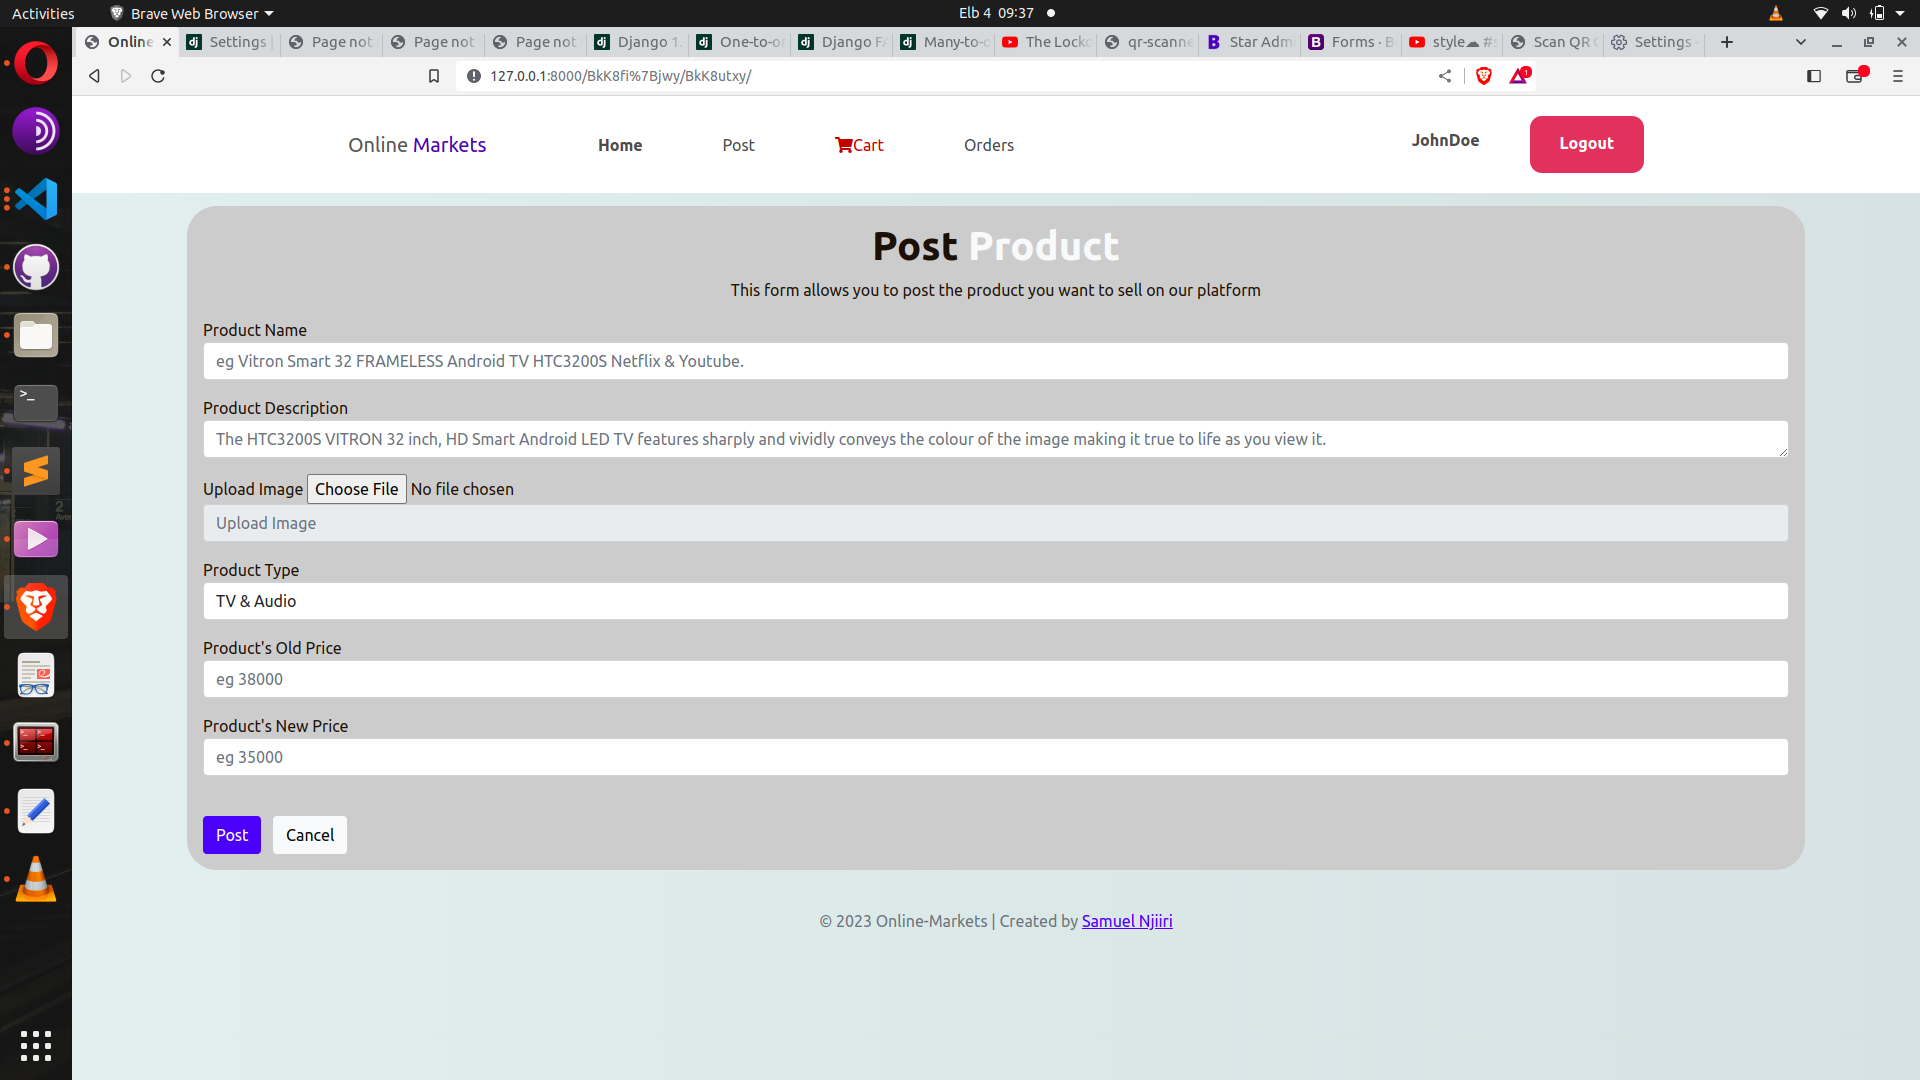 Activities
Brave Web Browser
Elb 4 09:37
Online
Settings
Page not
Page not
Page not
Django 1.
One-to-o
Django FA
Many-to-
The Lock
qr-scanne
Star Adm
Forms · B
style☁ #s
Scan QR
Settings -
127.0.0.1:8000/BkK8fi%7Bjwy/BkK8utxy/
1
Online Markets
Home
Post
Cart
Orders
JohnDoe
Logout
Post Product
This form allows you to post the product you want to sell on our platform
Product Name
eg Vitron Smart 32 FRAMELESS Android TV HTC3200S Netflix & Youtube.
Product Description
The HTC3200S VITRON 32 inch, HD Smart Android LED TV features sharply and vividly conveys the colour of the image making it true to life as you view it.
Upload Image Choose File No file chosen
Upload Image
Product Type
TV & Audio
Product's Old Price
eg 38000
Product's New Price
eg 35000
Post
Cancel
© 2023 Online-Markets | Created by Samuel Njiiri